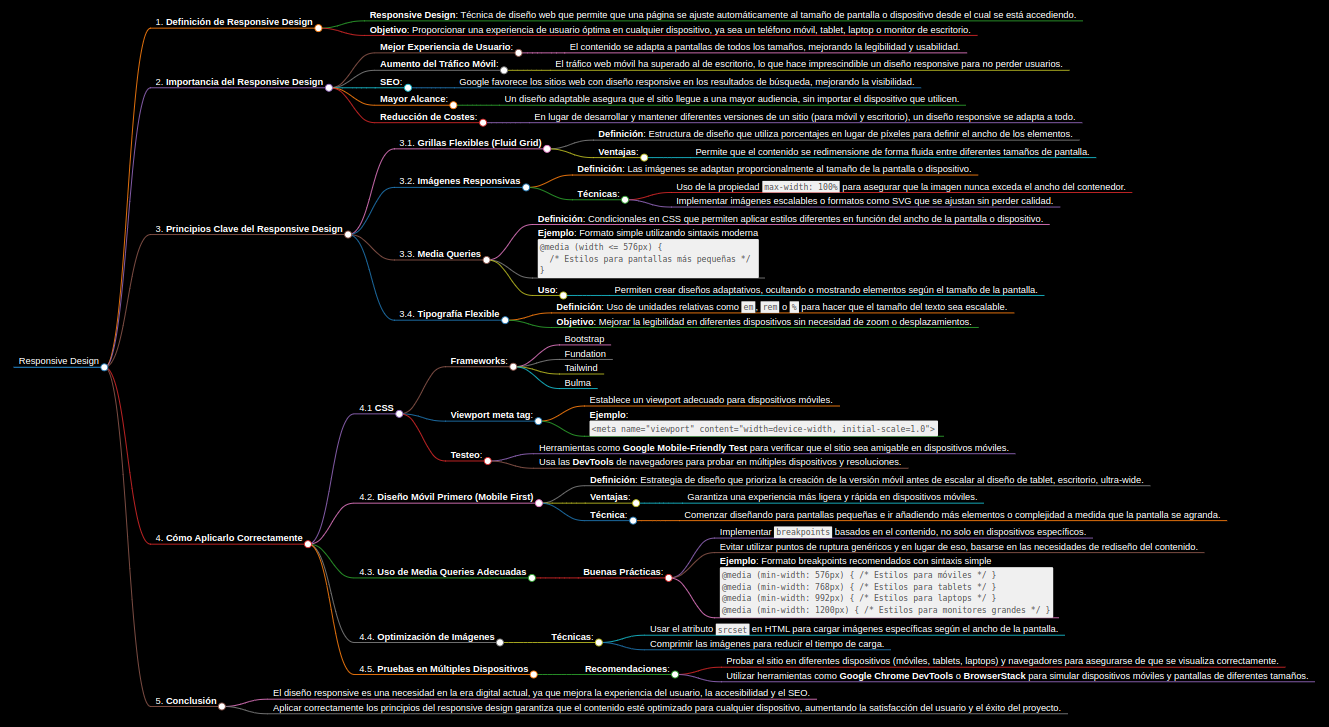 Responsive Design
1. Definición de Responsive Design
Responsive Design: Técnica de diseño web que permite que una página se ajuste automáticamente al tamaño de pantalla o dispositivo desde el cual se está accediendo.
Objetivo: Proporcionar una experiencia de usuario óptima en cualquier dispositivo, ya sea un teléfono móvil, tablet, laptop o monitor de escritorio.
2. Importancia del Responsive Design
Mejor Experiencia de Usuario: El contenido se adapta a pantallas de todos los tamaños, mejorando la legibilidad y usabilidad.
Aumento del Tráfico Móvil: El tráfico web móvil ha superado al de escritorio, lo que hace imprescindible un diseño responsive para no perder usuarios.
SEO: Google favorece los sitios web con diseño responsive en los resultados de búsqueda, mejorando la visibilidad.
Mayor Alcance: Un diseño adaptable asegura que el sitio llegue a una mayor audiencia, sin importar el dispositivo que utilicen.
Reducción de Costes: En lugar de desarrollar y mantener diferentes versiones de un sitio (para móvil y escritorio), un diseño responsive se adapta a todo.
3. Principios Clave del Responsive Design
3.1. Grillas Flexibles (Fluid Grid)
Definición: Estructura de diseño que utiliza porcentajes en lugar de píxeles para definir el ancho de los elementos.
Ventajas: Permite que el contenido se redimensione de forma fluida entre diferentes tamaños de pantalla.
3.2. Imágenes Responsivas
Definición: Las imágenes se adaptan proporcionalmente al tamaño de la pantalla o dispositivo.
Técnicas:
Uso de la propiedad max-width: 100% para asegurar que la imagen nunca exceda el ancho del contenedor.
Implementar imágenes escalables o formatos como SVG que se ajustan sin perder calidad.
3.3. Media Queries
Definición: Condicionales en CSS que permiten aplicar estilos diferentes en función del ancho de la pantalla o dispositivo.
Ejemplo: Formato simple utilizando sintaxis moderna
@media (width <= 576px) {
/* Estilos para pantallas más pequeñas */
}
Uso: Permiten crear diseños adaptativos, ocultando o mostrando elementos según el tamaño de la pantalla.
3.4. Tipografía Flexible
Definición: Uso de unidades relativas como em, rem o % para hacer que el tamaño del texto sea escalable.
Objetivo: Mejorar la legibilidad en diferentes dispositivos sin necesidad de zoom o desplazamientos.
4. Cómo Aplicarlo Correctamente
4.1 CSS
Frameworks:
Bootstrap
Fundation
Tailwind
Bulma
Viewport meta tag:
Establece un viewport adecuado para dispositivos móviles.
Ejemplo:
<meta name="viewport" content="width=device-width, initial-scale=1.0">
Testeo:
Herramientas como Google Mobile-Friendly Test para verificar que el sitio sea amigable en dispositivos móviles.
Usa las DevTools de navegadores para probar en múltiples dispositivos y resoluciones.
4.2. Diseño Móvil Primero (Mobile First)
Definición: Estrategia de diseño que prioriza la creación de la versión móvil antes de escalar al diseño de tablet, escritorio, ultra-wide.
Ventajas: Garantiza una experiencia más ligera y rápida en dispositivos móviles.
Técnica: Comenzar diseñando para pantallas pequeñas e ir añadiendo más elementos o complejidad a medida que la pantalla se agranda.
4.3. Uso de Media Queries Adecuadas
Buenas Prácticas:
Implementar breakpoints basados en el contenido, no solo en dispositivos específicos.
Evitar utilizar puntos de ruptura genéricos y en lugar de eso, basarse en las necesidades de rediseño del contenido.
Ejemplo: Formato breakpoints recomendados con sintaxis simple
@media (min-width: 576px) { /* Estilos para móviles */ }
@media (min-width: 768px) { /* Estilos para tablets */ }
@media (min-width: 992px) { /* Estilos para laptops */ }
@media (min-width: 1200px) { /* Estilos para monitores grandes */ }
4.4. Optimización de Imágenes
Técnicas:
Usar el atributo srcset en HTML para cargar imágenes específicas según el ancho de la pantalla.
Comprimir las imágenes para reducir el tiempo de carga.
4.5. Pruebas en Múltiples Dispositivos
Recomendaciones:
Probar el sitio en diferentes dispositivos (móviles, tablets, laptops) y navegadores para asegurarse de que se visualiza correctamente.
Utilizar herramientas como Google Chrome DevTools o BrowserStack para simular dispositivos móviles y pantallas de diferentes tamaños.
5. Conclusión
El diseño responsive es una necesidad en la era digital actual, ya que mejora la experiencia del usuario, la accesibilidad y el SEO.
Aplicar correctamente los principios del responsive design garantiza que el contenido esté optimizado para cualquier dispositivo, aumentando la satisfacción del usuario y el éxito del proyecto.